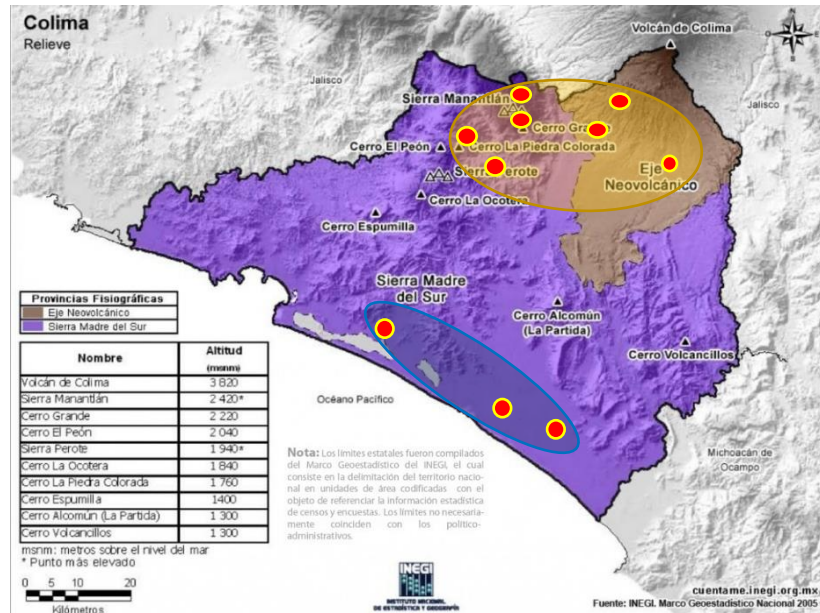 Colima
Relieve
Volcán de Colima
N
E
S
Jalisco
Jalisco
Sierra Manantlán
Cerro Grande
Cerro El Peón
Cerro La Piedra Colorada
Sierra Perote
Eje
Neovolcánico
Cerro La Ocotera
Cerro Espumilla
Sierra Madre
del Sur
Cerro Alcomún
(La Partida)
Cerro Volcancillos
Provincias Fisiográficas
Eje Neovolcánico
Sierra Madre del Sur
Nombre Altitud
(msnm)
Volcán de Colima 3 820
Sierra Manantlán 2 420*
Cerro Grande 2 220
Cerro El Peón 2 040
Sierra Perote 1 940*
Cerro La Ocotera 1 840
Cerro La Piedra Colorada 1 760
Cerro Espumilla 1400
Cerro Alcomún (La Partida) 1 300
Cerro Volcancillos 1 300
msnm: metros sobre el nivel del mar
* Punto más elevado
0 5 10 20
Kilómetros
Océano Pacífico
Michoacán de
Ocampo
Nota: Los límites estatales fueron compilados
del Marco Geoestadístico del INEGI, el cual
consiste en la delimitación del territorio nacio-
nal en unidades de área codificadas con el
objeto de referenciar la información estadística
de censos y encuestas. Los límites no necesaria-
mente coinciden con los político-
administrativos.
INEGI
INSTITUTO NACIONAL
DE ESTADÍSTICA Y GEOGRAFÍA
cuentame.inegi.org.mx
Fuente: INEGI. Marco Geoestadístico Nacional 2005